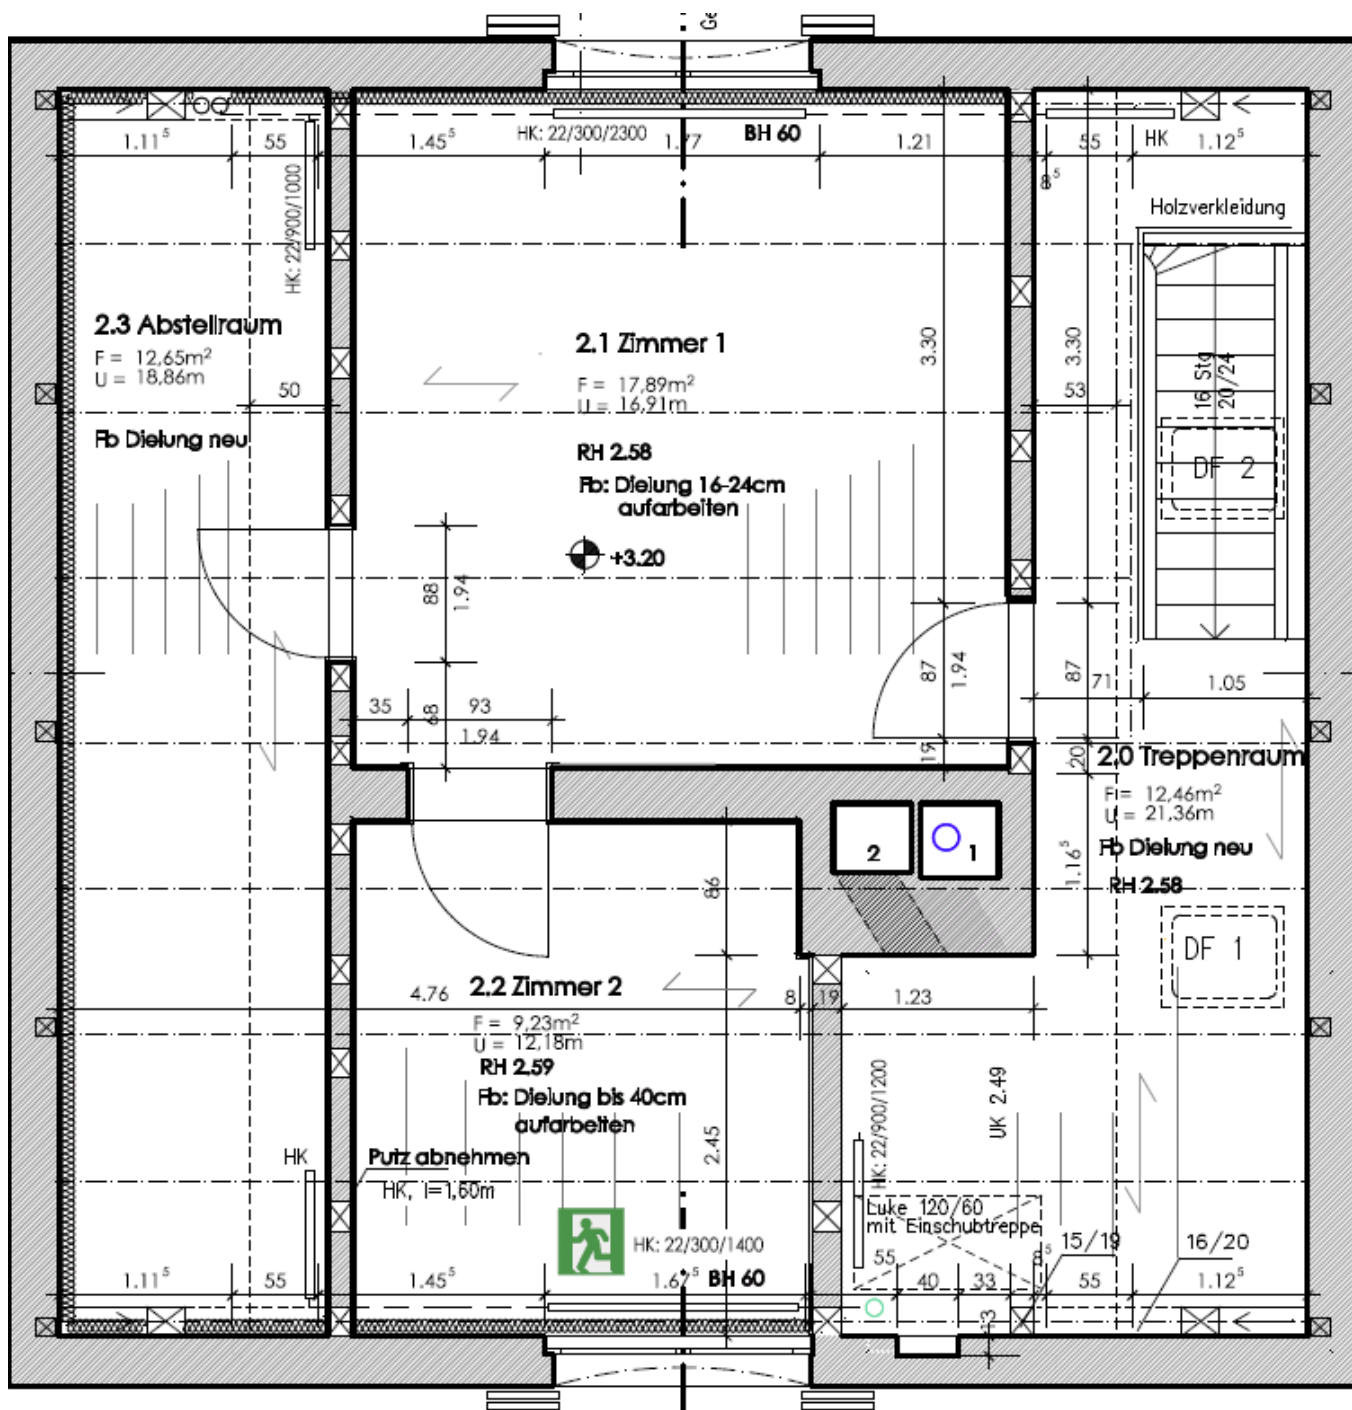 Ge
HK: 22/300/2300
BH 60
1.11⁵
55
1.45⁵
1.77
1.21
8⁵
55
HK
1.12⁵
HK: 22/900/1000
Holzverkleidung
2.3 Abstellraum
F = 12,65m²
U = 18,86m
50
Fb Dielung neu
2.1 Zimmer 1
F = 17,89m²
U = 16,91m
RH 2.58
Fb: Dielung 16-24cm
aufarbeiten
+3.20
3.30
3.30
53
16 Stg
20/24
DF 2
88
1.94
87
1.94
87
71
1.05
35
93
68
1.94
19
20
2.0 Treppenraum
F = 12,46m²
U = 21,36m
Fb Dielung neu
RH 2.58
2
1
86
1.16⁵
DF 1
4.76
2.2 Zimmer 2
8
19
1.23
F = 9,23m²
U = 12,18m
RH 2.59
Fb: Dielung bis 40cm
aufarbeiten
2.45
HK: 22/900/1200
UK 2.49
HK
Putz abnehmen
HK, l=1,60m
Luke 120/60
mit Einschubtreppe
HK: 22/300/1400
BH 60
15/19
16/20
1.11⁵
55
1.45⁵
1.67⁵
55
40
33
8⁵
55
1.12⁵
13